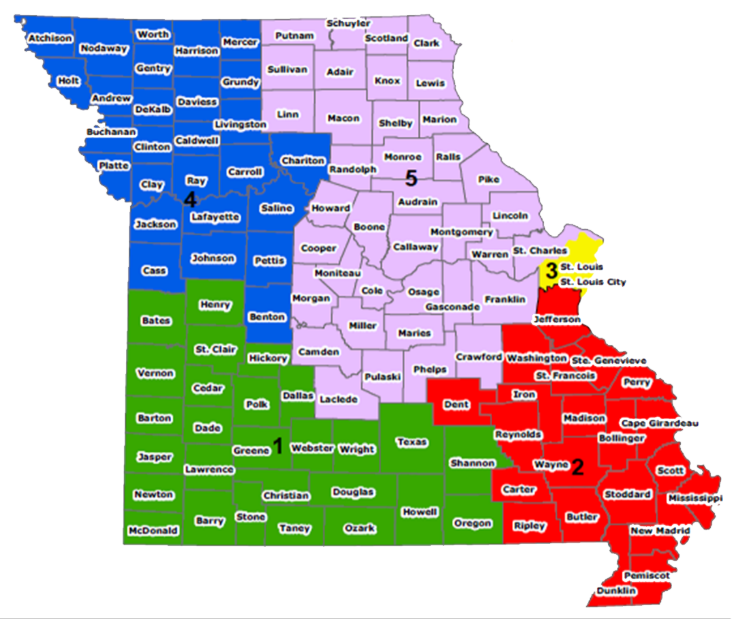 Schuyler
Atchison
Nodaway
Worth
Harrison
Mercer
Putnam
Scotland
Clark
Holt
Gentry
Grundy
Sullivan
Adair
Knox
Lewis
Andrew
DeKalb
Daviess
Livingston
Linn
Macon
Shelby
Marion
Buchanan
Clinton
Caldwell
Chariton
Randolph
Monroe
Ralls
Platte
Clay
Ray
Carroll
5
Pike
4
Audrain
Jackson
Lafayette
Saline
Howard
Boone
Lincoln
Montgomery
Cass
Johnson
Pettis
Cooper
Callaway
Warren
St. Charles
Moniteau
3
St. Louis
St. Louis City
Bates
Henry
Benton
Morgan
Cole
Osage
Gasconade
Franklin
Jefferson
Miller
Maries
St. Clair
Hickory
Camden
Crawford
Washington
Ste. Genevieve
Vernon
Cedar
Polk
Dallas
Laclede
Pulaski
Phelps
St. Francois
Perry
Barton
Dade
Dent
Iron
Madison
Cape Girardeau
Reynolds
Bollinger
Jasper
Greene
1
Webster
Wright
Texas
Lawrence
Shannon
Wayne
2
Scott
Newton
Christian
Douglas
Carter
Stoddard
Mississippi
McDonald
Barry
Stone
Taney
Ozark
Howell
Oregon
Ripley
Butler
New Madrid
Pemiscot
Dunklin